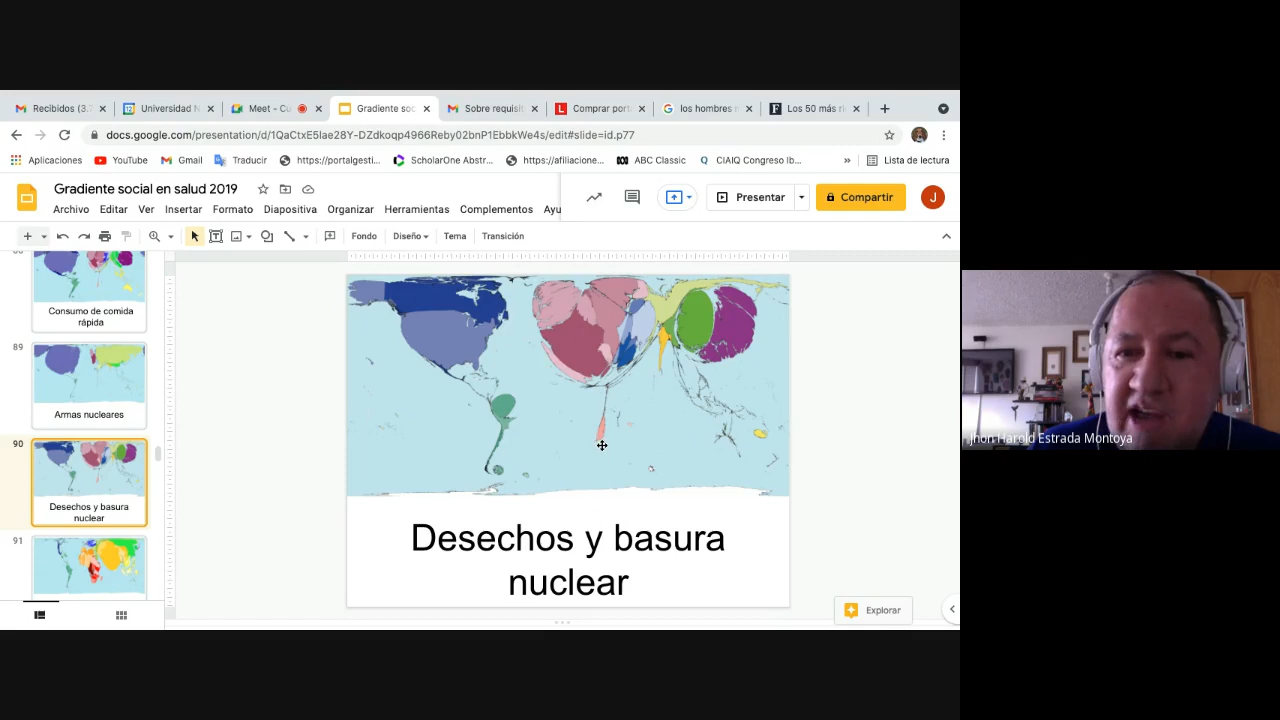 Recibidos (3.
Universidad N
Meet - Cu
Gradiente soc
Sobre requisit
Comprar port
los hombres
Los 50 más ri
docs.google.com/presentation/d/1QaCtxE5lae28Y-DZdkoqp4966Reby02bnP1EbbkWe4s/edit#slide=id.p77
Aplicaciones
YouTube
Gmail
Traducir
https://portalgesti...
ScholarOne Abstr...
https://afiliacione...
ABC Classic
CIAIQ Congreso Ib...
»
Lista de lectura
Gradiente social en salud 2019
Presentar
Compartir
J
Archivo Editar Ver Insertar Formato Diapositiva Organizar Herramientas Complementos Ayu
Fondo Diseño Tema Transición
Consumo de comida
rápida
89
Armas nucleares
90
Desechos y basura
nuclear
91
Desechos y basura
nuclear
Explorar
Jhon Harold Estrada Montoya